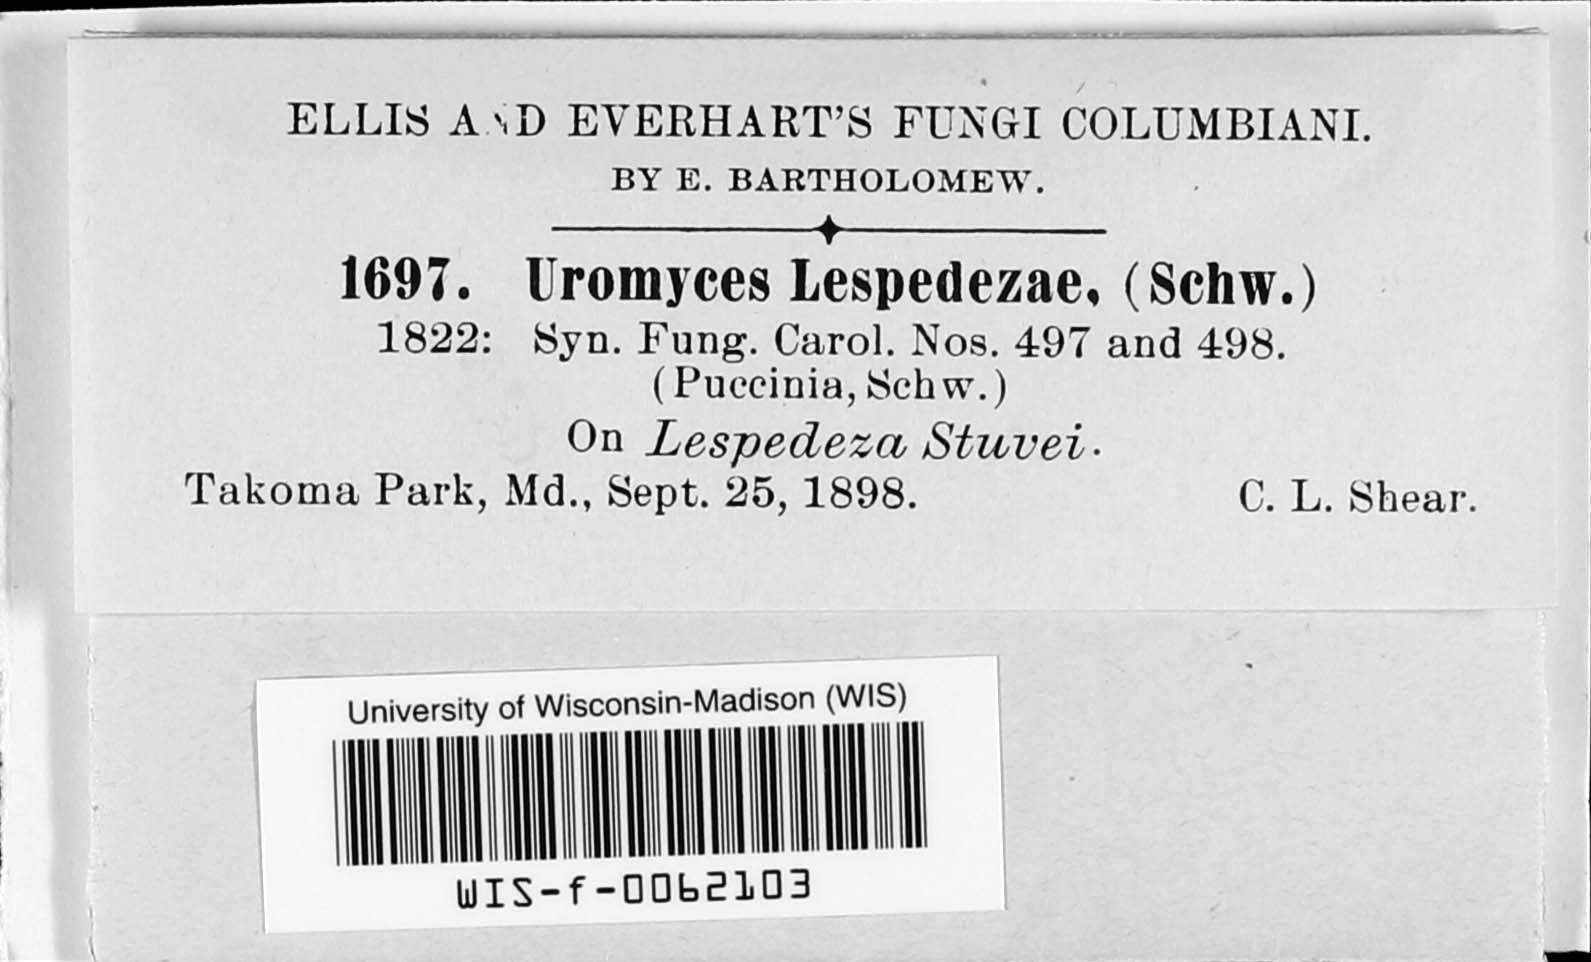 ELLIS AND EVERHART'S FUNGI COLUMBIANI.
BY E. BARTHOLOMEW.
1697. Uromyces Lespedezae, (Schw.)
1822: Syn. Fung. Carol. Nos. 497 and 498.
(Puccinia, Schw.)
On Lespedeza Stuvei.
Takoma Park, Md., Sept. 25, 1898. C. L. Shear.
University of Wisconsin-Madison (WIS)
WIS-f-0062103